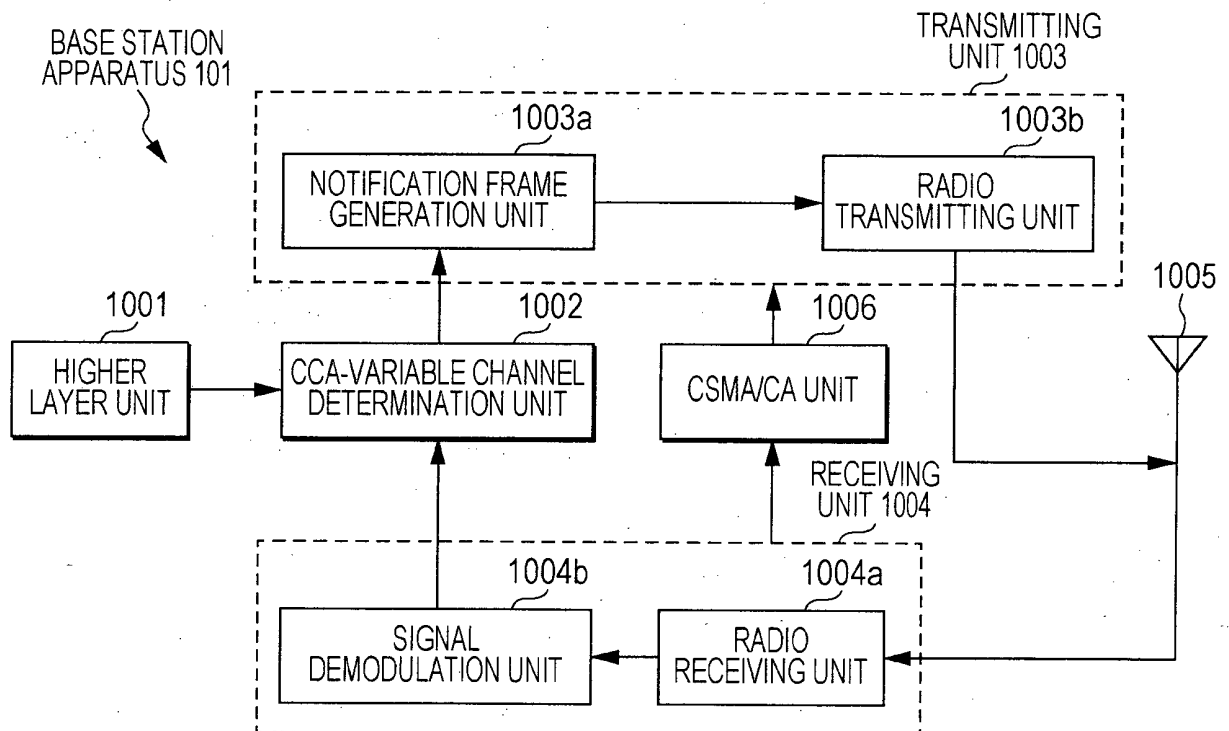 BASE STATION
APPARATUS 101
TRANSMITTING
UNIT 1003
1003a
1003b
NOTIFICATION FRAME
GENERATION UNIT
RADIO
TRANSMITTING UNIT
1001
1002
1006
1005
HIGHER
LAYER UNIT
CCA-VARIABLE CHANNEL
DETERMINATION UNIT
CSMA/CA UNIT
RECEIVING
UNIT 1004
1004b
1004a
SIGNAL
DEMODULATION UNIT
RADIO
RECEIVING UNIT